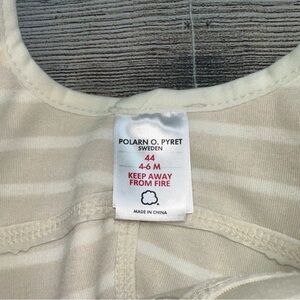 POLARN O. PYRET
SWEDEN
44
4-6 M
KEEP AWAY
FROM FIRE
MADE IN CHINA